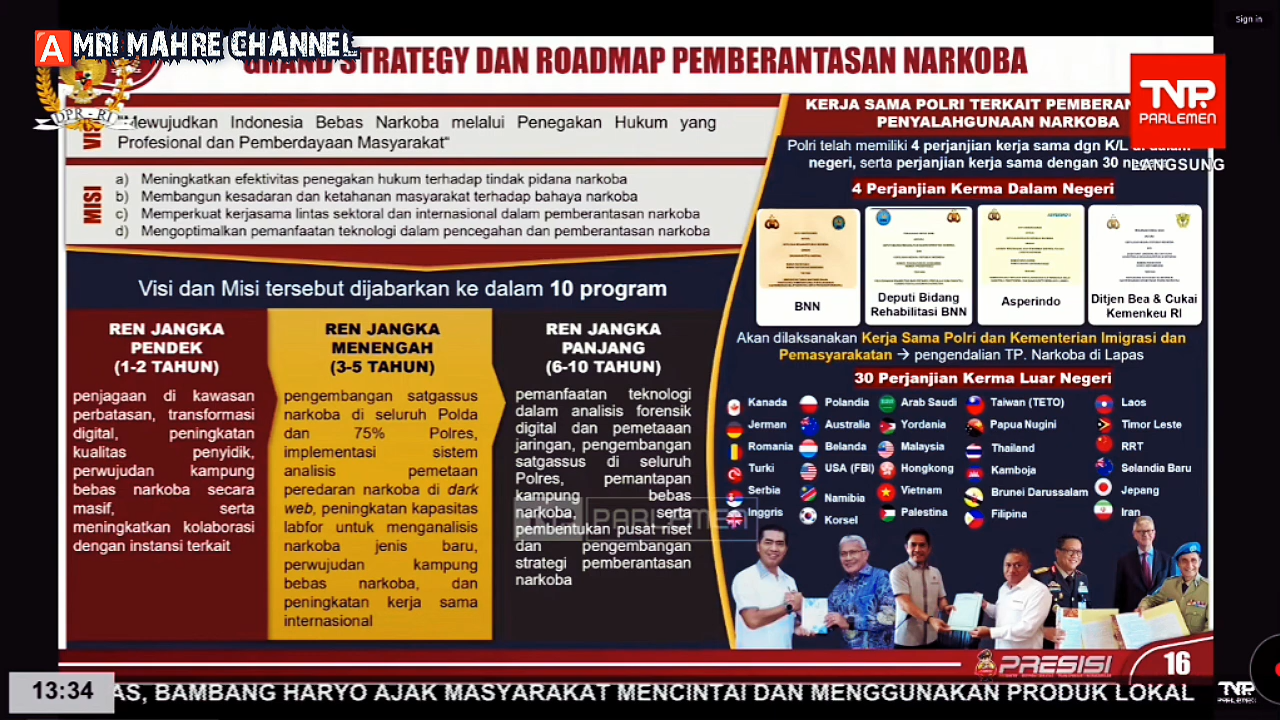 Sign in
A MRI MAHRE CHANNEL
GRAND STRATEGY DAN ROADMAP PEMBERANTASAN NARKOBA
DPR - RI
TVP
PARLEMEN
LANGSUNG
"Mewujudkan Indonesia Bebas Narkoba melalui Penegakan Hukum yang
Profesional dan Pemberdayaan Masyarakat"
MISI
a) Meningkatkan efektivitas penegakan hukum terhadap tindak pidana narkoba
b) Membangun kesadaran dan ketahanan masyarakat terhadap bahaya narkoba
c) Memperkuat kerjasama lintas sektoral dan internasional dalam pemberantasan narkoba
d) Mengoptimalkan pemanfaatan teknologi dalam pencegahan dan pemberantasan narkoba
Visi dan Misi tersebut dijabarkan ke dalam 10 program
REN JANGKA
PENDEK
(1-2 TAHUN)
penjagaan di kawasan
perbatasan, transformasi
digital, peningkatan
kualitas penyidik,
perwujudan kampung
bebas narkoba secara
masif, serta
meningkatkan kolaborasi
dengan instansi terkait
REN JANGKA
MENENGAH
(3-5 TAHUN)
pengembangan satgassus
narkoba di seluruh Polda
dan 75% Polres,
implementasi sistem
analisis pemetaan
peredaran narkoba di dark
web, peningkatan kapasitas
labfor untuk menganalisis
narkoba jenis baru,
perwujudan kampung
bebas narkoba, dan
peningkatan kerja sama
internasional
REN JANGKA
PANJANG
(6-10 TAHUN)
pemanfaatan teknologi
dalam analisis forensik
digital dan pemetaaan
jaringan, pengembangan
satgassus di seluruh
Polres, pemantapan
kampung bebas
narkoba, serta
pembentukan pusat riset
dan pengembangan
strategi pemberantasan
narkoba
PARLEMEN
KERJA SAMA POLRI TERKAIT
PENYALAHGUNAAN NARKOBA
Polri telah memiliki 4 perjanjian kerja sama dgn K/L
negeri, serta perjanjian kerja sama dengan 30
4 Perjanjian Kerma Dalam Negeri
BNN
Deputi Bidang
Rehabilitasi BNN
Asperindo
Ditjen Bea & Cukai
Kemenkeu RI
Akan dilaksanakan Kerja Sama Polri dan Kementerian Imigrasi dan
Pemasyarakatan → pengendalian TP. Narkoba di Lapas
30 Perjanjian Kerma Luar Negeri
Kanada
Jerman
Romania
Turki
Serbia
Inggris
Polandia
Australia
Belanda
USA (FBI)
Namibia
Korsel
Arab Saudi
Yordania
Malaysia
Hongkong
Vietnam
Palestina
Taiwan (TETO)
Papua Nugini
Thailand
Kamboja
Brunei Darussalam
Filipina
Laos
Timor Leste
RRT
Selandia Baru
Jepang
Iran
PRESISI
16
13:34
AS, BAMBANG HARYO AJAK MASYARAKAT MENCINTAI DAN MENGGUNAKAN PRODUK LOKAL
TVP
PARLEMEN